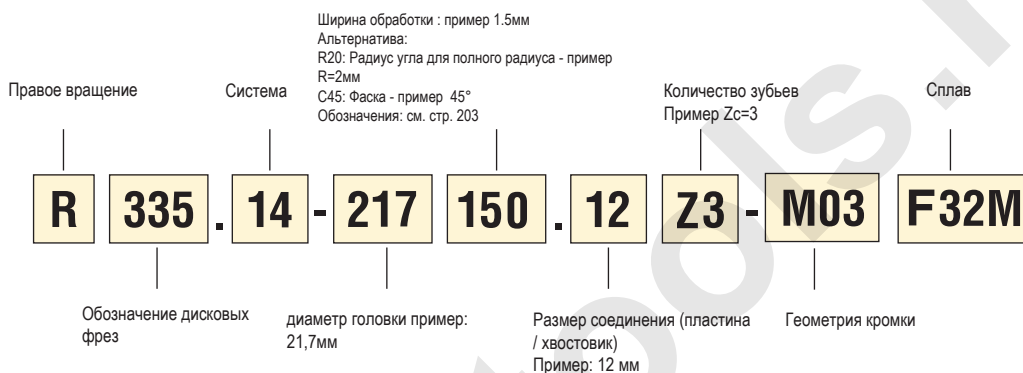 Ширина обработки : пример 1.5мм
Альтернатива:
R20: Радиус угла для полного радиуса - пример
R=2мм
C45: Фаска - пример 45°
Обозначения: см. стр. 203
Правое вращение
Система
Количество зубьев
Пример Zc=3
Сплав
R 335 . 14 - 217 150 . 12 Z3 - M03 F32M
Обозначение дисковых
фрез
диаметр головки пример:
21,7мм
Размер соединения (пластина
/ хвостовик)
Пример: 12 мм
Геометрия кромки